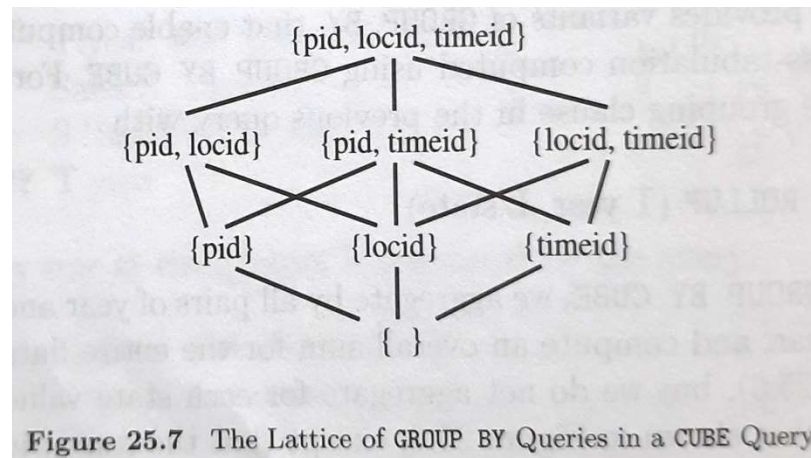 {pid, locid, timeid}
{pid, locid} {pid, timeid} {locid, timeid}
{pid} {locid} {timeid}
{ }
Figure 25.7 The Lattice of GROUP BY Queries in a CUBE Query